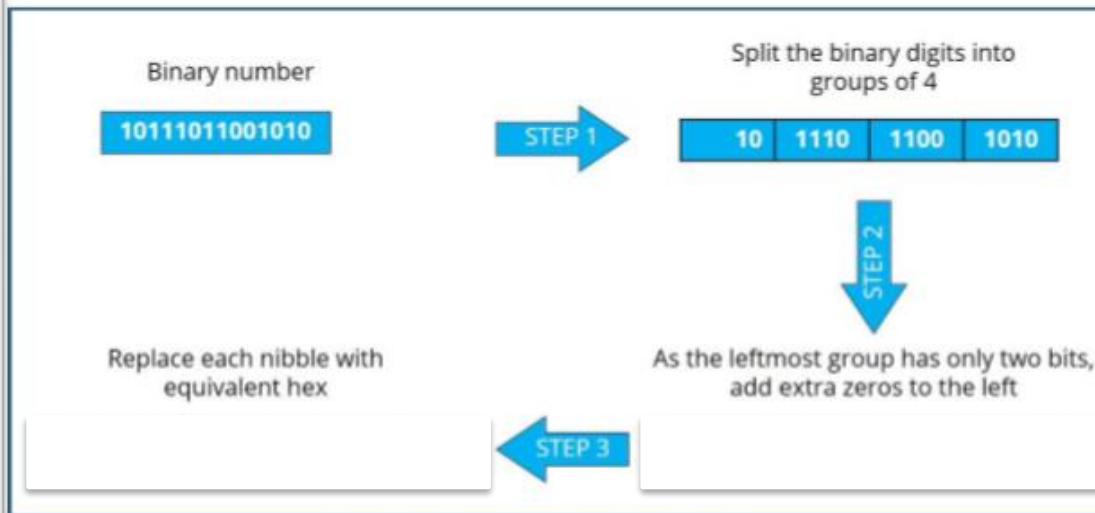 Binary number
10111011001010
STEP 1
Split the binary digits into
groups of 4
10 1110 1100 1010
STEP 2
As the leftmost group has only two bits,
add extra zeros to the left
STEP 3
Replace each nibble with
equivalent hex